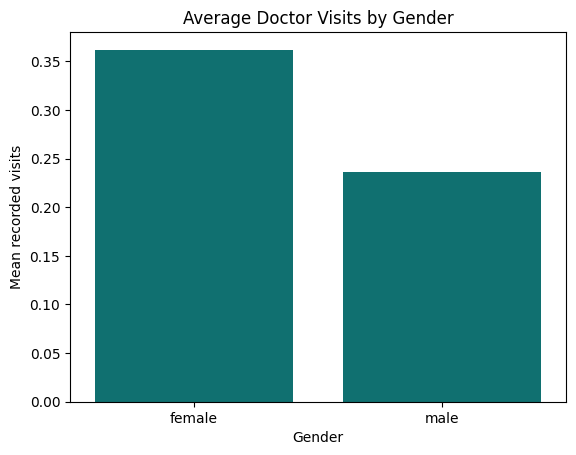 Average Doctor Visits by Gender
Mean recorded visits
0.35
0.30
0.25
0.20
0.15
0.10
0.05
0.00
female male
Gender